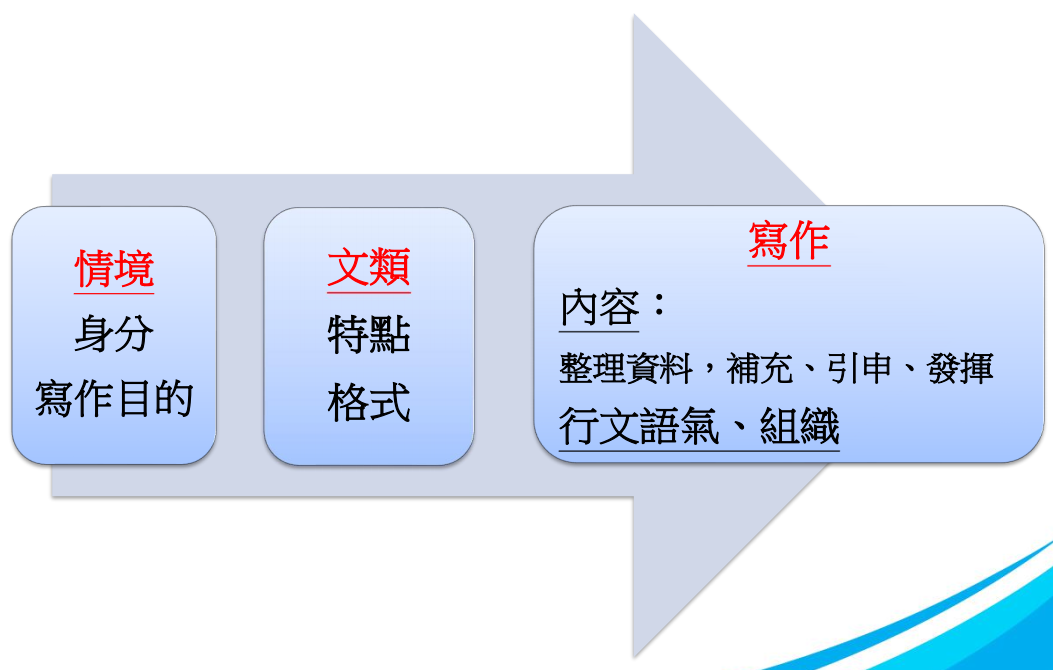 情境
身分
寫作目的
文類
特點
格式
寫作
內容：
整理資料，補充、引申、發揮
行文語氣、組織